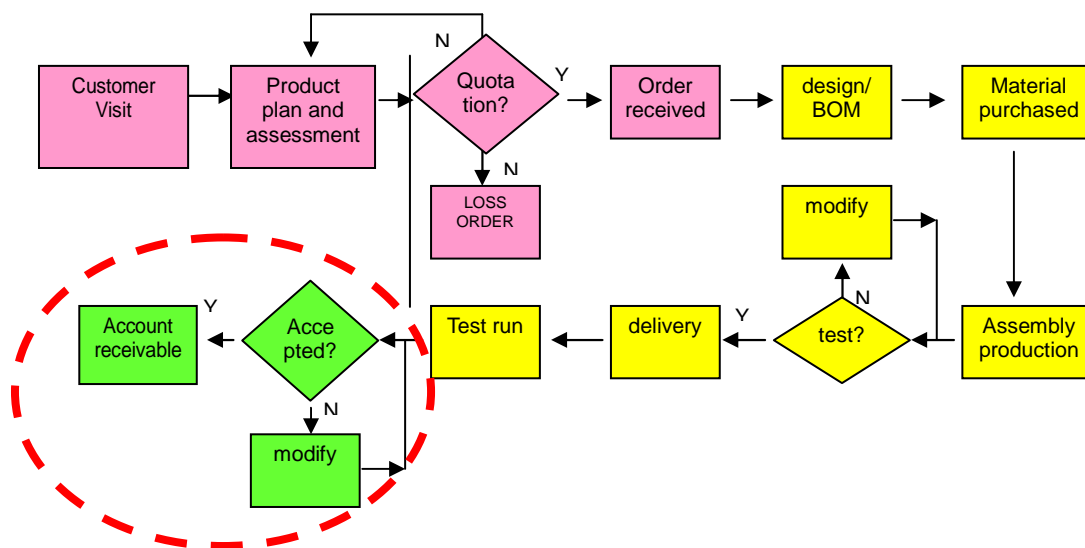 N
Customer
Visit
Product
plan and
assessment
Quota
tion?
Y
Order
received
design/
BOM
Material
purchased
N
LOSS
ORDER
modify
N
Account
receivable
Y
Acce
pted?
Test run
delivery
Y
test?
Assembly
production
N
modify